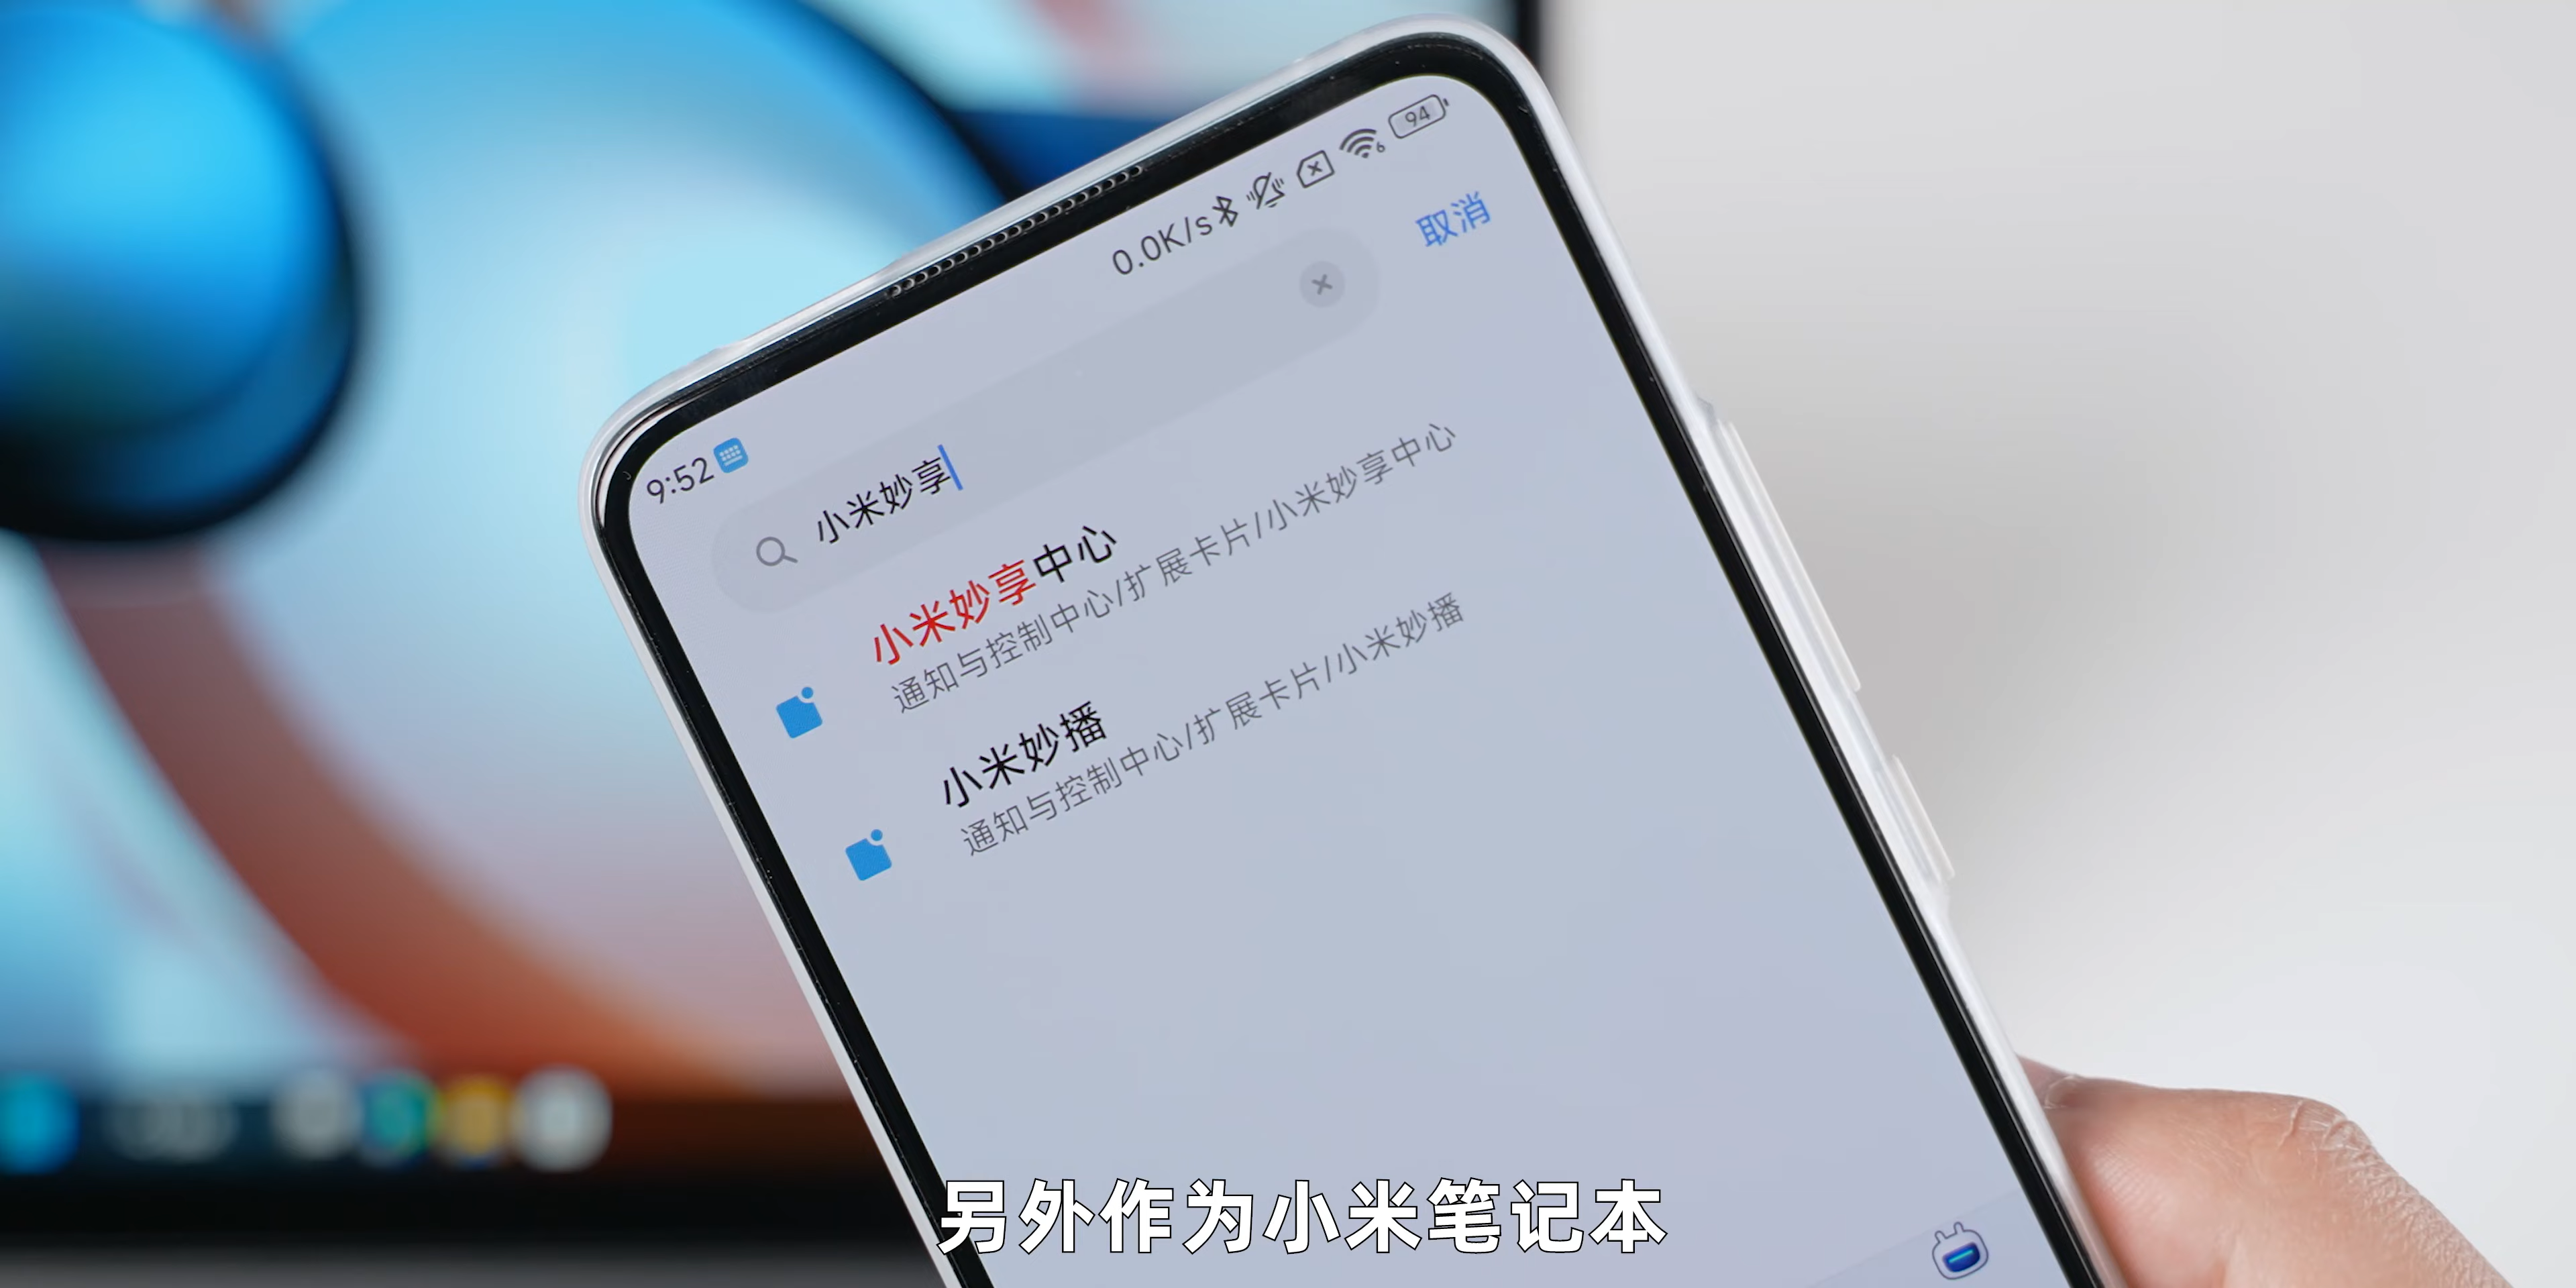 9:52
0.0K/s
94
小米妙享
取消
小米妙享中心
通知与控制中心/扩展卡片/小米妙享中心
小米妙播
通知与控制中心/扩展卡片/小米妙播
另外作为小米笔记本